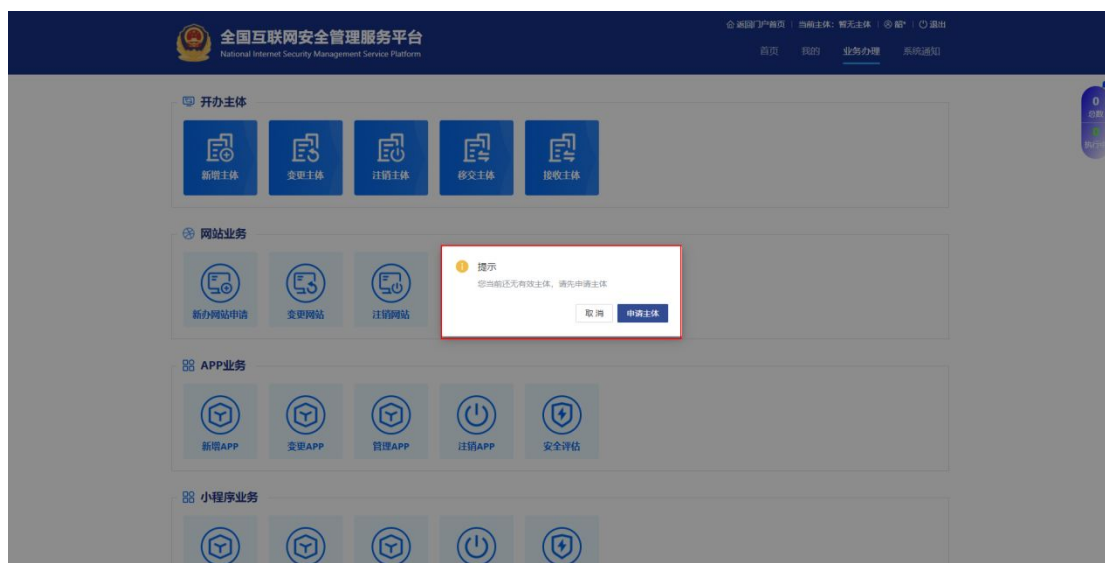 返回门户首页 当前主体：暂无主体 退出
全国互联网安全管理服务平台
National Internet Security Management Service Platform
首页 我的 业务办理 系统通知
开办主体
0
总数
新增主体 变更主体 注销主体 移交主体 接收主体
网站业务
提示
您当前还无有效主体，请先申请主体
取消 申请主体
新办网站申请 变更网站 注销网站
APP业务
新增APP 变更APP 管理APP 注销APP 安全评估
小程序业务